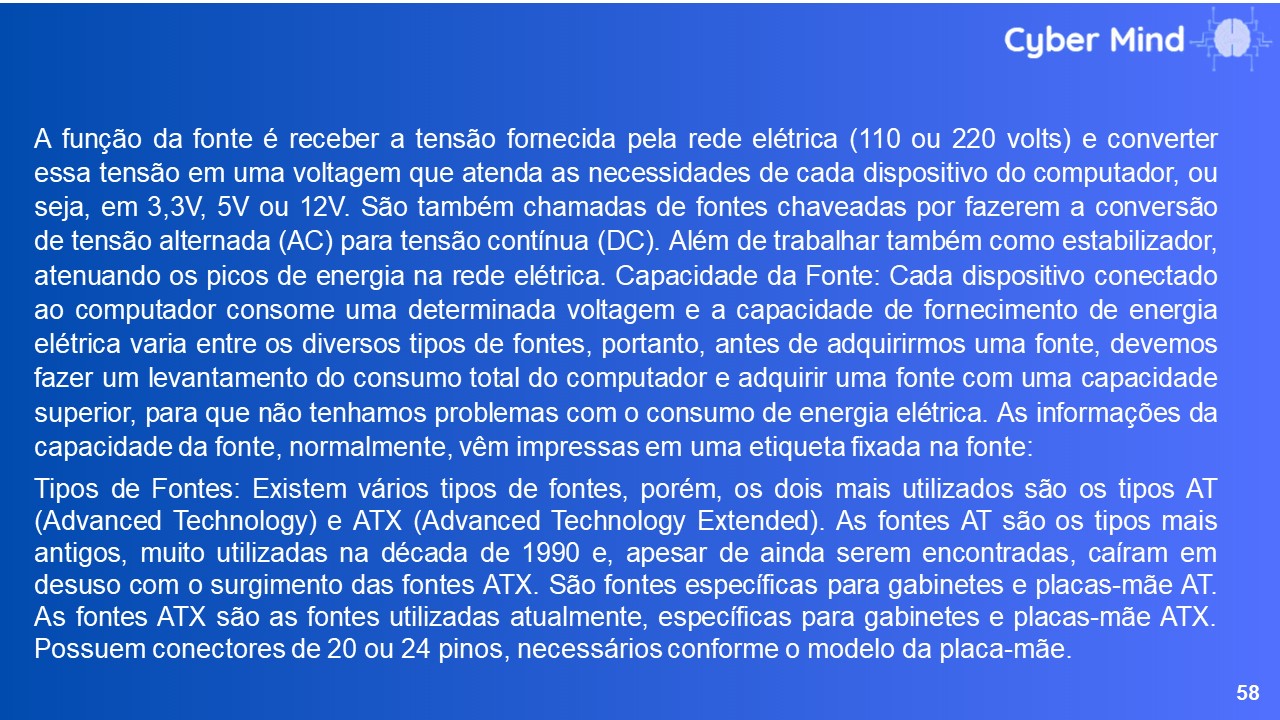 Cyber Mind
A função da fonte é receber a tensão fornecida pela rede elétrica (110 ou 220 volts) e converter
essa tensão em uma voltagem que atenda as necessidades de cada dispositivo do computador, ou
seja, em 3,3V, 5V ou 12V. São também chamadas de fontes chaveadas por fazerem a conversão
de tensão alternada (AC) para tensão contínua (DC). Além de trabalhar também como estabilizador,
atenuando os picos de energia na rede elétrica. Capacidade da Fonte: Cada dispositivo conectado
ao computador consome uma determinada voltagem e a capacidade de fornecimento de energia
elétrica varia entre os diversos tipos de fontes, portanto, antes de adquirirmos uma fonte, devemos
fazer um levantamento do consumo total do computador e adquirir uma fonte com uma capacidade
superior, para que não tenhamos problemas com o consumo de energia elétrica. As informações da
capacidade da fonte, normalmente, vêm impressas em uma etiqueta fixada na fonte:
Tipos de Fontes: Existem vários tipos de fontes, porém, os dois mais utilizados são os tipos AT
(Advanced Technology) e ATX (Advanced Technology Extended). As fontes AT são os tipos mais
antigos, muito utilizadas na década de 1990 e, apesar de ainda serem encontradas, caíram em
desuso com o surgimento das fontes ATX. São fontes específicas para gabinetes e placas-mãe AT.
As fontes ATX são as fontes utilizadas atualmente, específicas para gabinetes e placas-mãe ATX.
Possuem conectores de 20 ou 24 pinos, necessários conforme o modelo da placa-mãe.
58